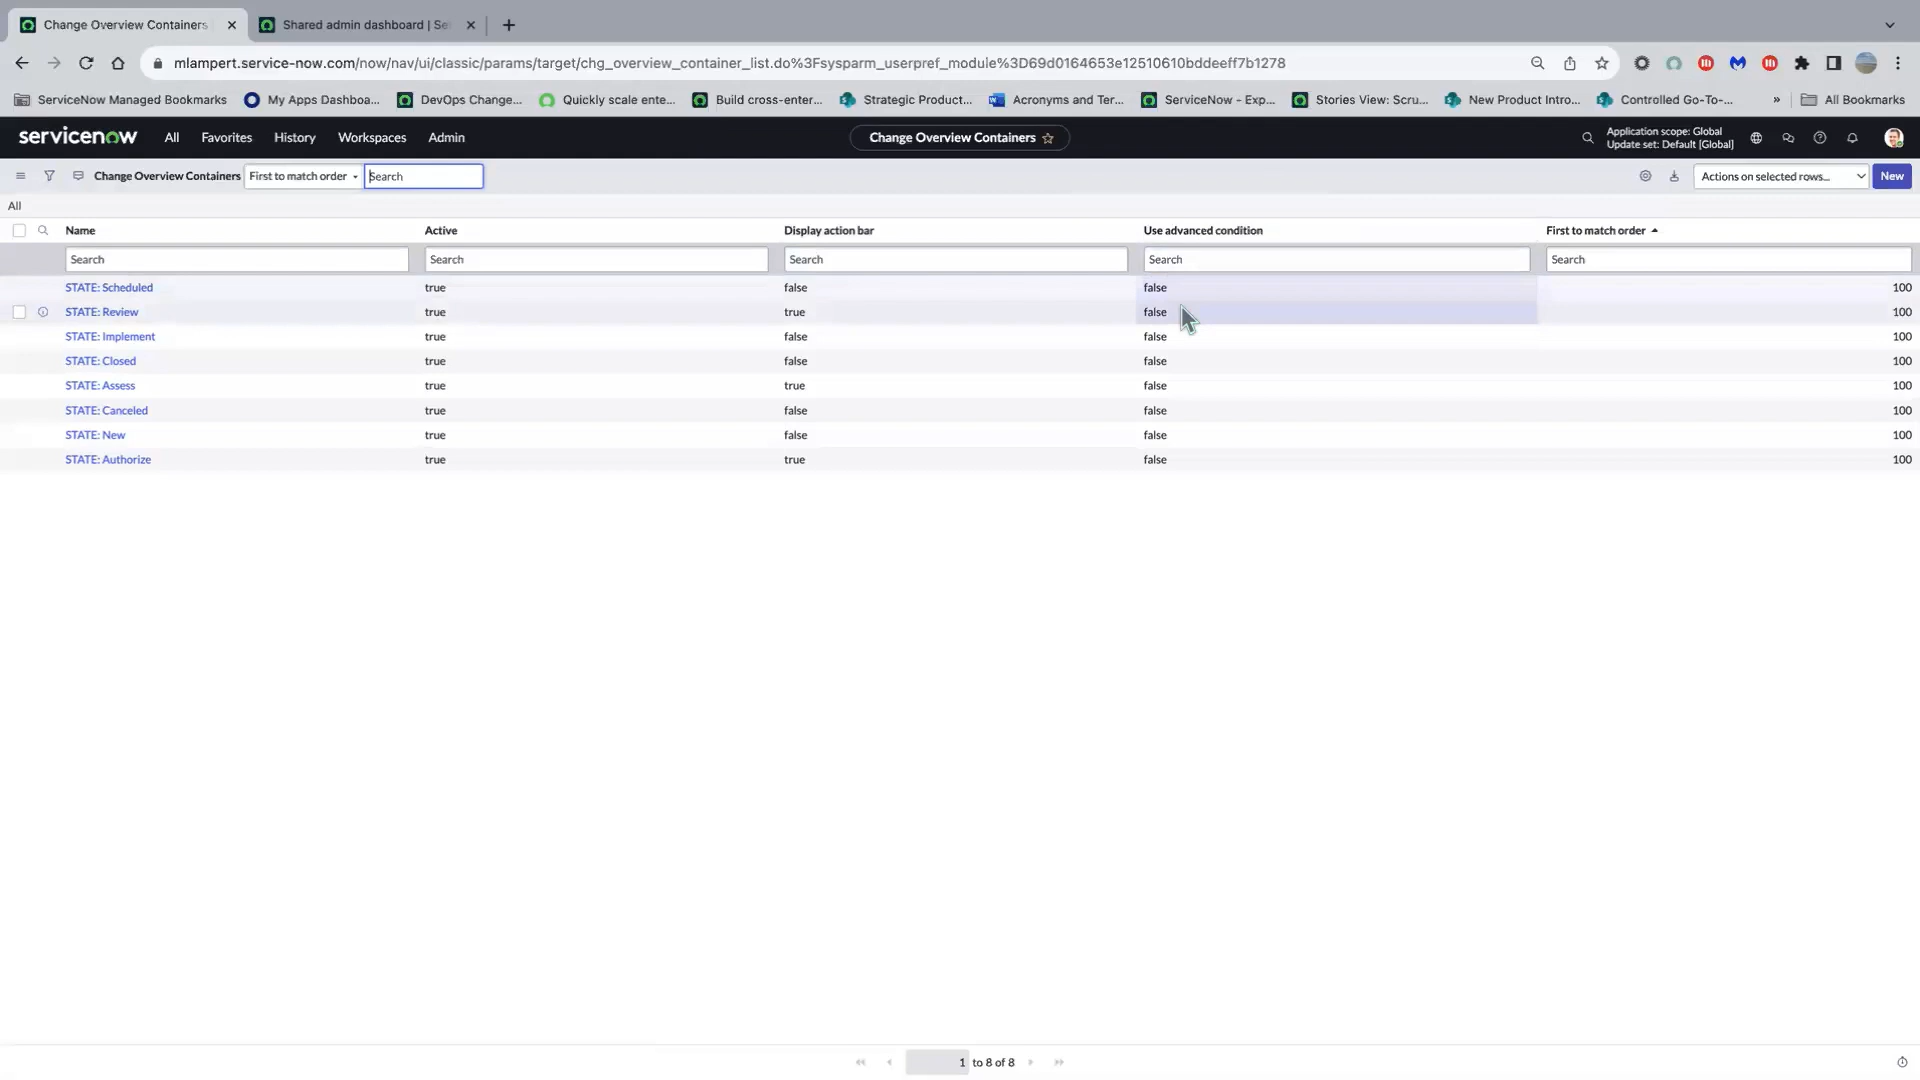 Change Overview Containers
Shared admin dashboard | Se
mlampert.service-now.com/now/nav/ui/classic/params/target/chg_overview_container_list.do%3Fsysparm_userpref_module%3D69d0164653e12510610bddeeff7b1278
ServiceNow Managed Bookmarks My Apps Dashboa... DevOps Change... Quickly scale ente... Build cross-enter... Strategic Product... Acronyms and Ter... ServiceNow - Exp... Stories View: Scru... New Product Intro... Controlled Go-To-... » All Bookmarks
servicenow All Favorites History Workspaces Admin Change Overview Containers Application scope: Global
Update set: Default [Global]
Change Overview Containers First to match order Search Actions on selected rows... New
All
Name Active Display action bar Use advanced condition First to match order
Search Search Search Search Search
STATE: Scheduled true false false 100
STATE: Review true true false 100
STATE: Implement true false false 100
STATE: Closed true false false 100
STATE: Assess true true false 100
STATE: Canceled true false false 100
STATE: New true false false 100
STATE: Authorize true true false 100
1 to 8 of 8